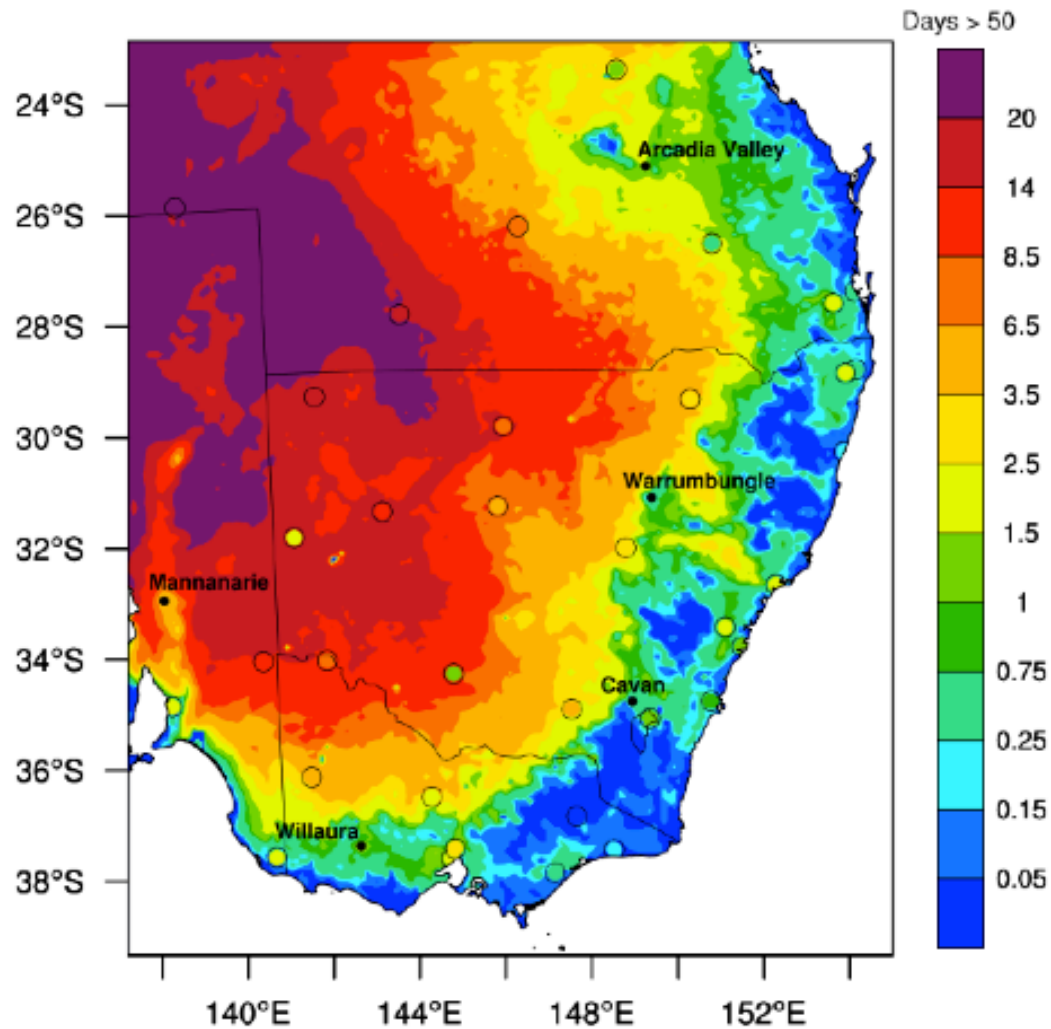 Days > 50
24°S
26°S
28°S
30°S
32°S
34°S
36°S
38°S
Arcadia Valley
Warrumbungle
Mannanarie
Cavan
Willaura
140°E
144°E
148°E
152°E
20
14
8.5
6.5
3.5
2.5
1.5
1
0.75
0.25
0.15
0.05